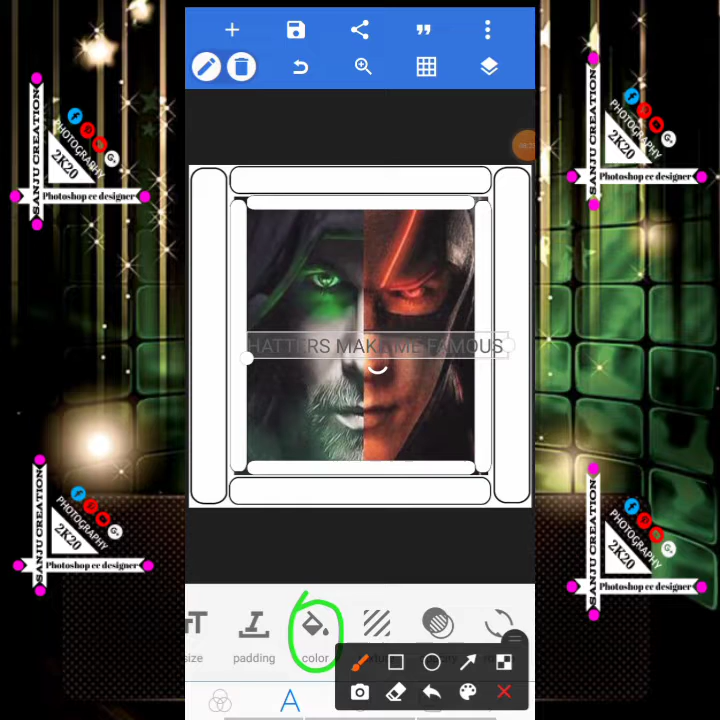 SANJU CREATION
PHOTOGRAPHY
2K20
G+
Photoshop cc designer
SANJU CREATION
PHOTOGRAPHY
2K20
G+
Photoshop cc designer
HATTERS MAKE ME FAMOUS
SANJU CREATION
PHOTOGRAPHY
2K20
G+
Photoshop cc designer
SANJU CREATION
PHOTOGRAPHY
2K20
G+
Photoshop cc designer
size padding color
A